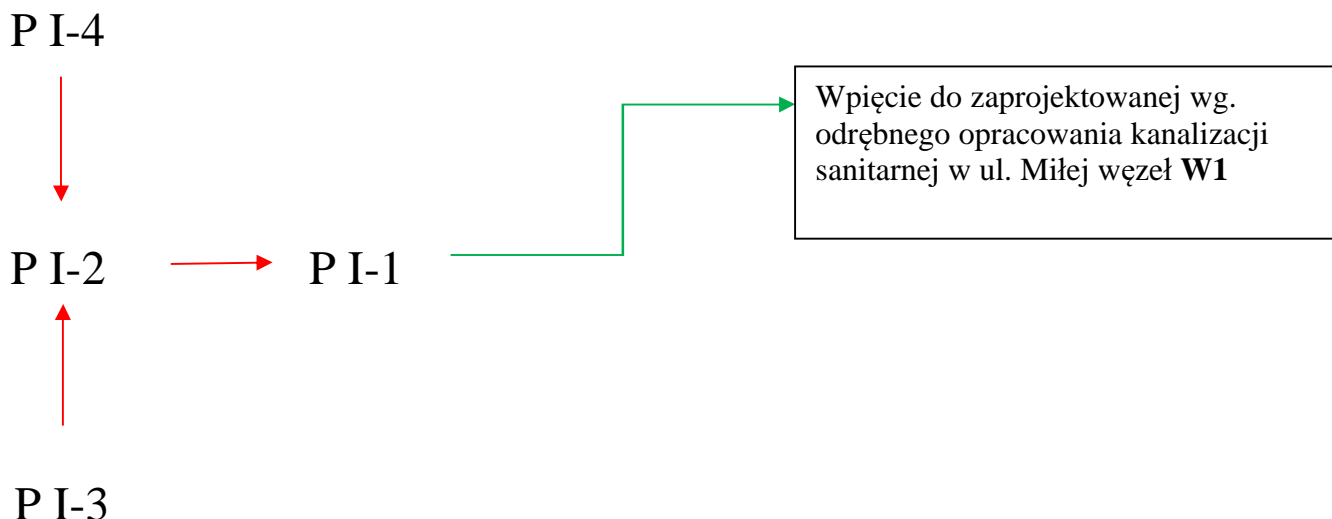 P I-4
Wpięcie do zaprojektowanej wg.
odrębnego opracowania kanalizacji
sanitarnej w ul. Miłej węzeł W1
P I-2
P I-1
P I-3